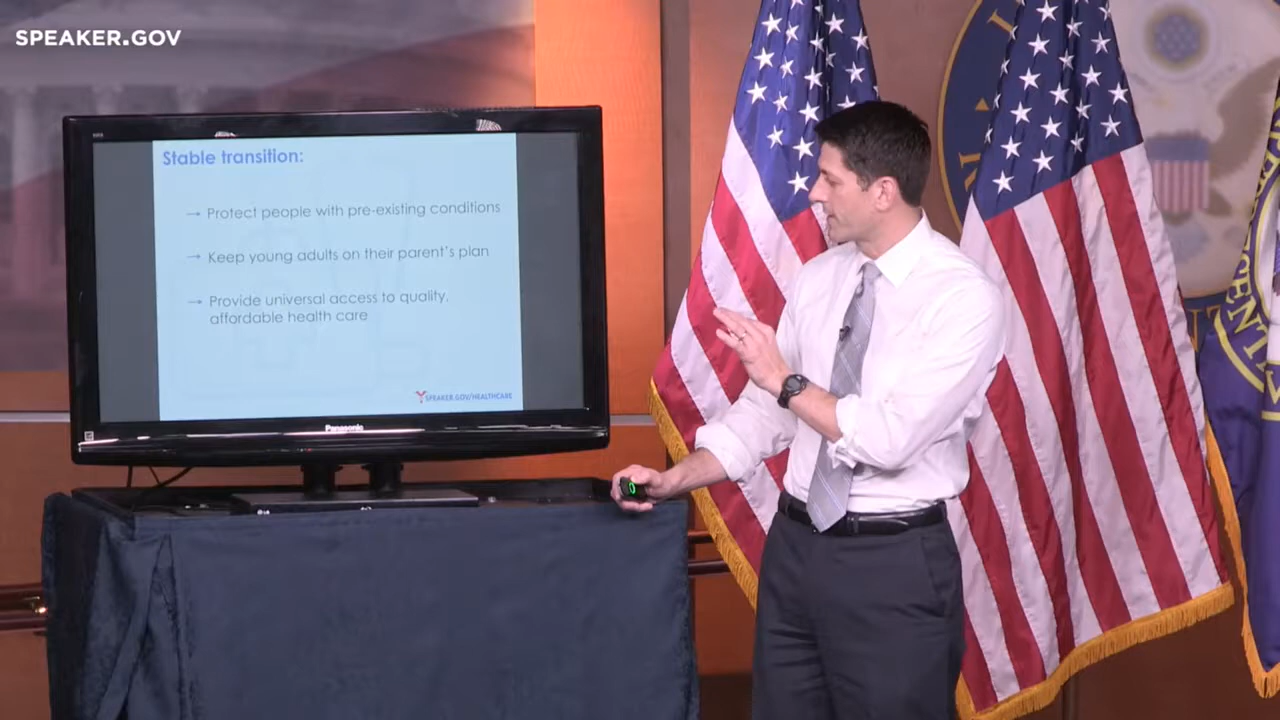 SPEAKER.GOV
Stable transition:
→ Protect people with pre-existing conditions
→ Keep young adults on their parent's plan
→ Provide universal access to quality,
affordable health care
SPEAKER.GOV/HEALTHCARE
Panasonic